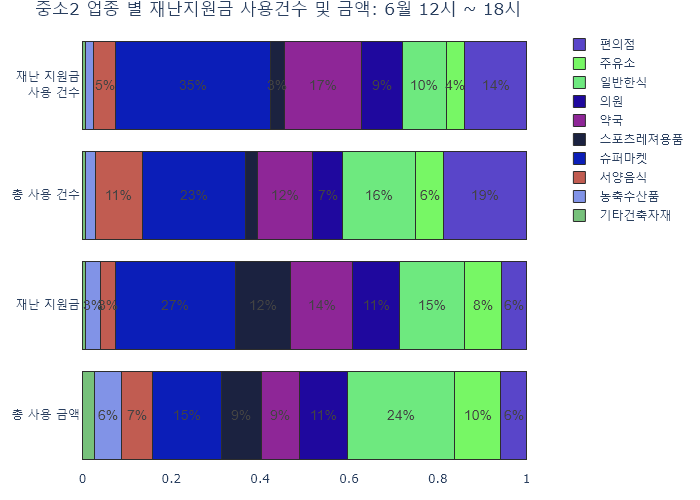 중소2 업종 별 재난지원금 사용건수 및 금액: 6월 12시 ~ 18시
재난 지원금
사용 건수
5% 35% 3% 17% 9% 10% 4% 14%
총 사용 건수
11% 23% 12% 7% 16% 6% 19%
재난 지원금
3% 3% 27% 12% 14% 11% 15% 8% 6%
총 사용 금액
6% 7% 15% 9% 9% 11% 24% 10% 6%
0 0.2 0.4 0.6 0.8 1
편의점
주유소
일반한식
의원
약국
스포츠레져용품
슈퍼마켓
서양음식
농축수산품
기타건축자재